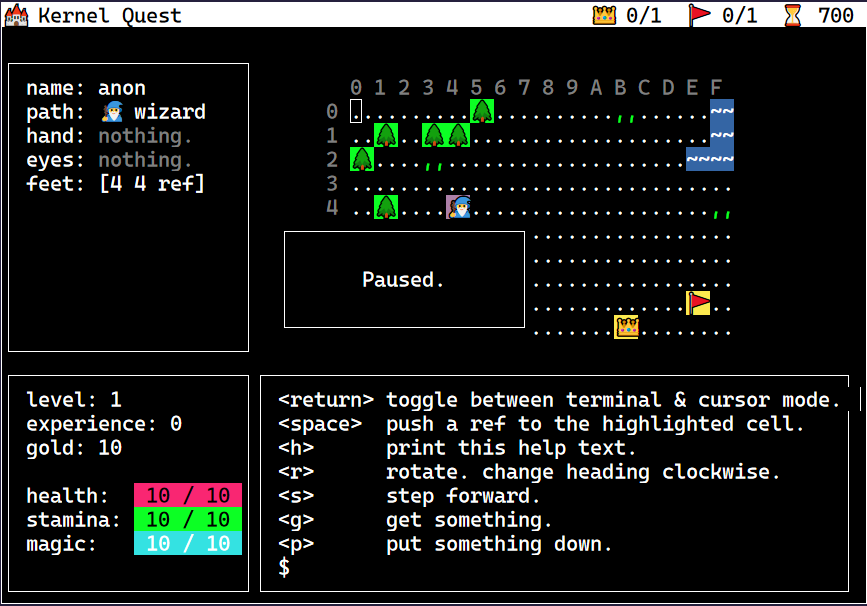 Kernel Quest 0/1 0/1 700
name: anon
path: wizard
hand: nothing.
eyes: nothing.
feet: [4 4 ref]
0 1 2 3 4 5 6 7 8 9 A B C D E F
0
1
2
3
4
Paused.
level: 1
experience: 0
gold: 10
health: 10 / 10
stamina: 10 / 10
magic: 10 / 10
<return> toggle between terminal & cursor mode.
<space> push a ref to the highlighted cell.
<h> print this help text.
<r> rotate. change heading clockwise.
<s> step forward.
<g> get something.
<p> put something down.
$